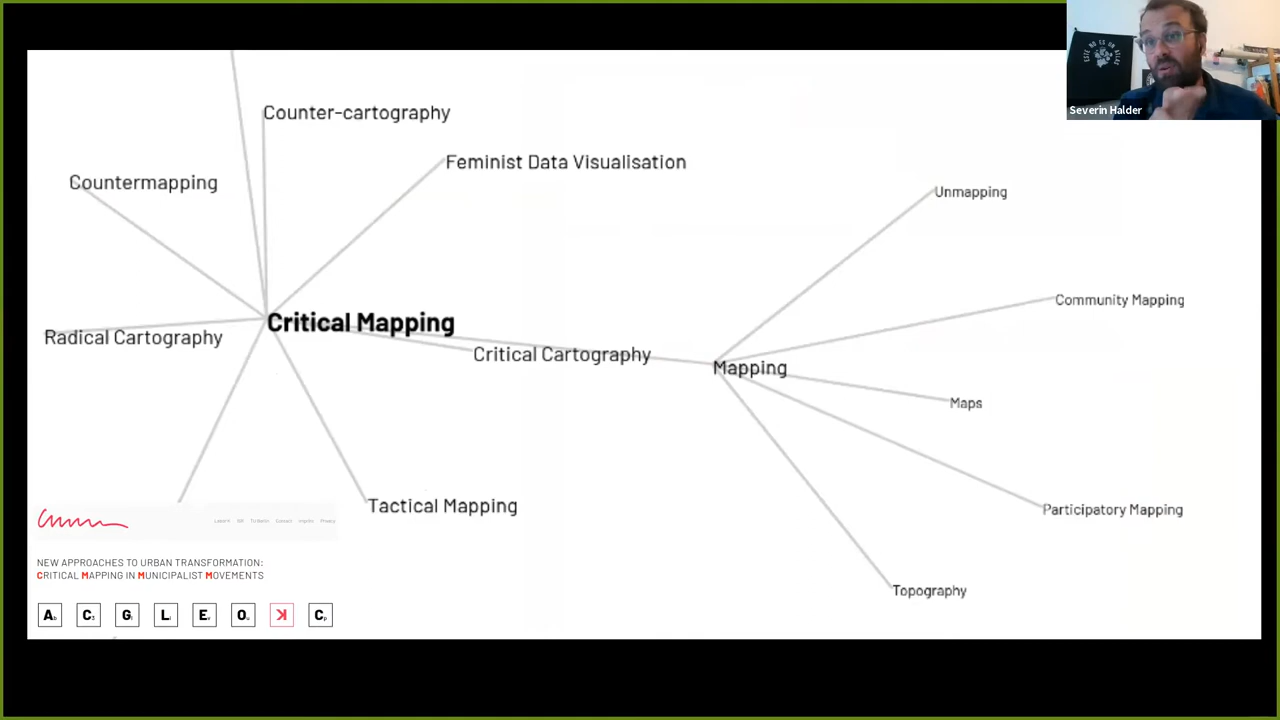 Severin Halder
Counter-cartography
Feminist Data Visualisation
Countermapping
Unmapping
Community Mapping
Critical Mapping
Radical Cartography
Critical Cartography
Mapping
Maps
Tactical Mapping
Participatory Mapping
Topography
NEW APPROACHES TO URBAN TRANSFORMATION:
CRITICAL MAPPING IN MUNICIPALIST MOVEMENTS
A C G L E O K C